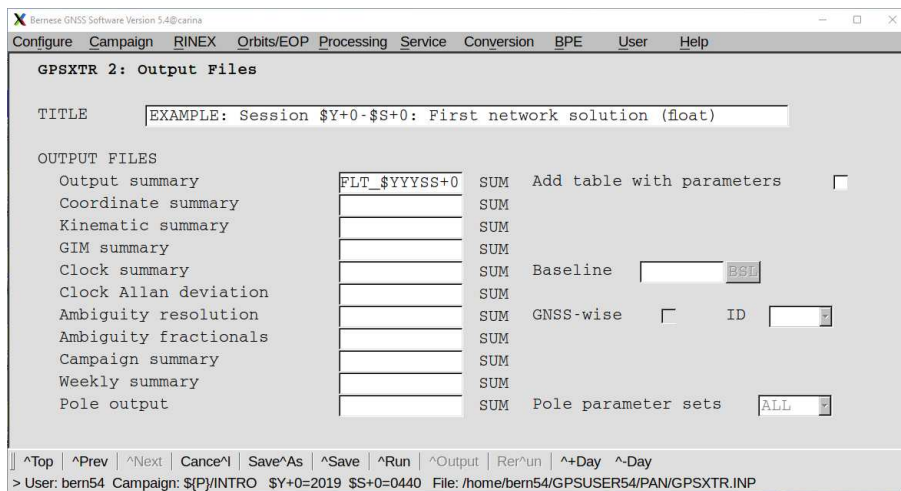 Bernese GNSS Software Version 5.4@carina
Configure Campaign RINEX Orbits/EOP Processing Service Conversion BPE User Help
GPSXTR 2: Output Files
TITLE EXAMPLE: Session $Y+0-$S+0: First network solution (float)
OUTPUT FILES
Output summary FLT_$YYYSS+0 SUM Add table with parameters
Coordinate summary SUM
Kinematic summary SUM
GIM summary SUM
Clock summary SUM Baseline BSL
Clock Allan deviation SUM
Ambiguity resolution SUM GNSS-wise ID
Ambiguity fractionals SUM
Campaign summary SUM
Weekly summary SUM
Pole output SUM Pole parameter sets ALL
^Top | ^Prev | ^Next | Cance^l | Save^As | ^Save | ^Run | ^Output | Rer^un | ^+Day ^-Day
> User: bern54 Campaign: ${P}/INTRO $Y+0=2019 $S+0=0440 File: /home/bern54/GPSUSER54/PAN/GPSXTR.INP